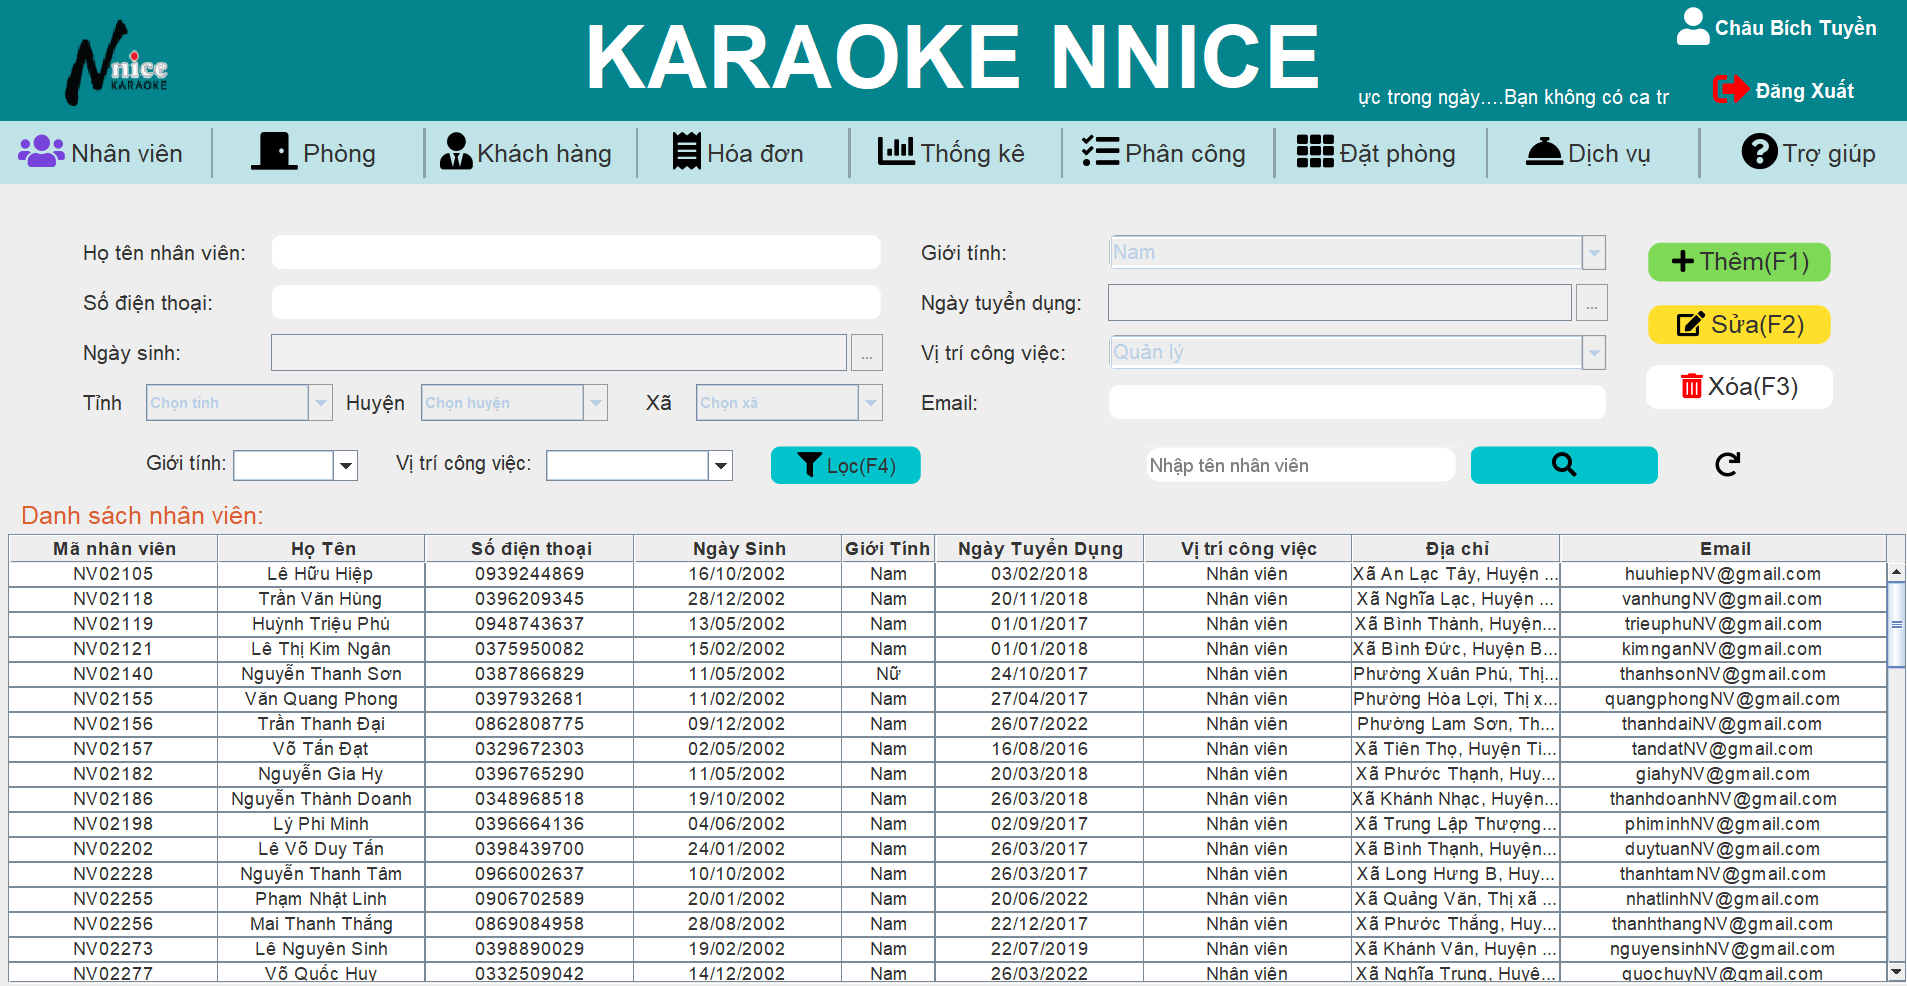 nice
KARAOKE
KARAOKE NNICE
Châu Bích Tuyền
ực trong ngày....Bạn không có ca tr
Đăng Xuất
Nhân viên
Phòng
Khách hàng
Hóa đơn
Thống kê
Phân công
Đặt phòng
Dịch vụ
Trợ giúp
Họ tên nhân viên:
Giới tính: Nam
Thêm(F1)
Số điện thoại:
Ngày tuyển dụng: ...
Sửa(F2)
Ngày sinh: ...
Vị trí công việc: Quản lý
Xóa(F3)
Tỉnh Chọn tỉnh Huyện Chọn huyện Xã Chọn xã
Email:
Giới tính: Vị trí công việc: Lọc(F4) Nhập tên nhân viên
Danh sách nhân viên:
Mã nhân viên Họ Tên Số điện thoại Ngày Sinh Giới Tính Ngày Tuyển Dụng Vị trí công việc Địa chỉ Email
NV02105 Lê Hữu Hiệp 0939244869 16/10/2002 Nam 03/02/2018 Nhân viên Xã An Lạc Tây, Huyện ... huuhiepNV@gmail.com
NV02118 Trần Văn Hùng 0396209345 28/12/2002 Nam 20/11/2018 Nhân viên Xã Nghĩa Lạc, Huyện ... vanhungNV@gmail.com
NV02119 Huỳnh Triệu Phú 0948743637 13/05/2002 Nam 01/01/2017 Nhân viên Xã Bình Thành, Huyện... trieuphuNV@gmail.com
NV02121 Lê Thị Kim Ngân 0375950082 15/02/2002 Nam 01/01/2018 Nhân viên Xã Bình Đức, Huyện B... kimnganNV@gmail.com
NV02140 Nguyễn Thanh Sơn 0387866829 11/05/2002 Nữ 24/10/2017 Nhân viên Phường Xuân Phú, Thị... thanhsonNV@gmail.com
NV02155 Văn Quang Phong 0397932681 11/02/2002 Nam 27/04/2017 Nhân viên Phường Hòa Lợi, Thị x... quangphongNV@gmail.com
NV02156 Trần Thanh Đại 0862808775 09/12/2002 Nam 26/07/2022 Nhân viên Phường Lam Sơn, Th... thanhdaiNV@gmail.com
NV02157 Võ Tấn Đạt 0329672303 02/05/2002 Nam 16/08/2016 Nhân viên Xã Tiên Thọ, Huyện Ti... tandatNV@gmail.com
NV02182 Nguyễn Gia Hy 0396765290 11/05/2002 Nam 20/03/2018 Nhân viên Xã Phước Thạnh, Huy... giahyNV@gmail.com
NV02186 Nguyễn Thành Doanh 0348968518 19/10/2002 Nam 26/03/2018 Nhân viên Xã Khánh Nhạc, Huyện... thanhdoanhNV@gmail.com
NV02198 Lý Phi Minh 0396664136 04/06/2002 Nam 02/09/2017 Nhân viên Xã Trung Lập Thượng... phiminhNV@gmail.com
NV02202 Lê Võ Duy Tấn 0398439700 24/01/2002 Nam 26/03/2017 Nhân viên Xã Bình Thạnh, Huyện... duytuanNV@gmail.com
NV02228 Nguyễn Thanh Tâm 0966002637 10/10/2002 Nam 26/03/2017 Nhân viên Xã Long Hưng B, Huy... thanhtamNV@gmail.com
NV02255 Phạm Nhật Linh 0906702589 20/01/2002 Nam 20/06/2022 Nhân viên Xã Quảng Văn, Thị xã ... nhatlinhNV@gmail.com
NV02256 Mai Thanh Thắng 0869084958 28/08/2002 Nam 22/12/2017 Nhân viên Xã Phước Thắng, Huy... thanhthangNV@gmail.com
NV02273 Lê Nguyên Sinh 0398890029 19/02/2002 Nam 22/07/2019 Nhân viên Xã Khánh Vân, Huyện ... nguyensinhNV@gmail.com
NV02277 Võ Quốc Huy 0332509042 14/12/2002 Nam 26/03/2022 Nhân viên Xã Nghĩa Trung, Huyê... quochuyNV@gmail.com